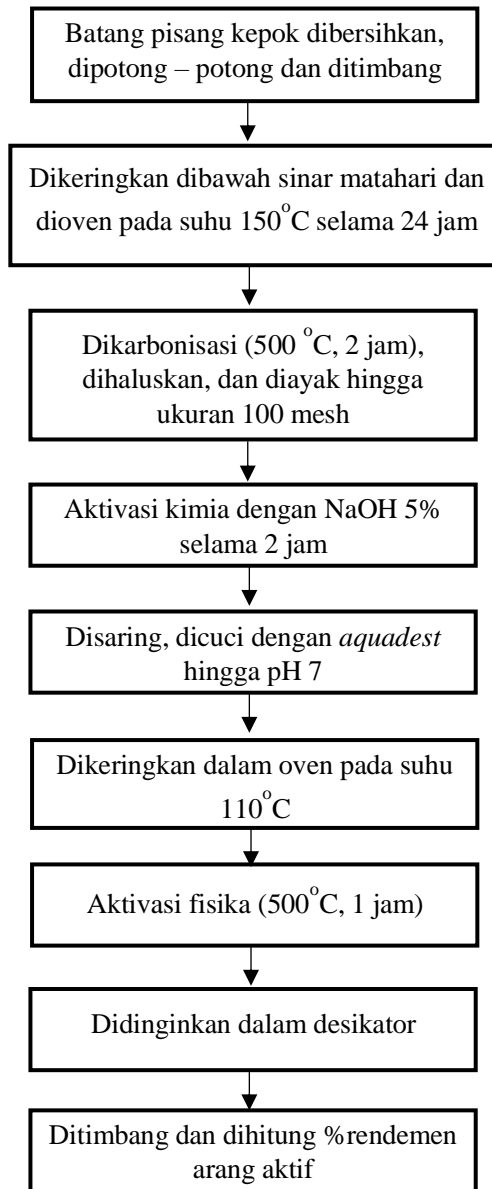 Batang pisang kepok dibersihkan,
dipotong – potong dan ditimbang
Dikeringkan dibawah sinar matahari dan
dioven pada suhu 150°C selama 24 jam
Dikarbonisasi (500 °C, 2 jam),
dihaluskan, dan diayak hingga
ukuran 100 mesh
Aktivasi kimia dengan NaOH 5%
selama 2 jam
Disaring, dicuci dengan aquadest
hingga pH 7
Dikeringkan dalam oven pada suhu
110°C
Aktivasi fisika (500°C, 1 jam)
Didinginkan dalam desikator
Ditimbang dan dihitung %rendemen
arang aktif